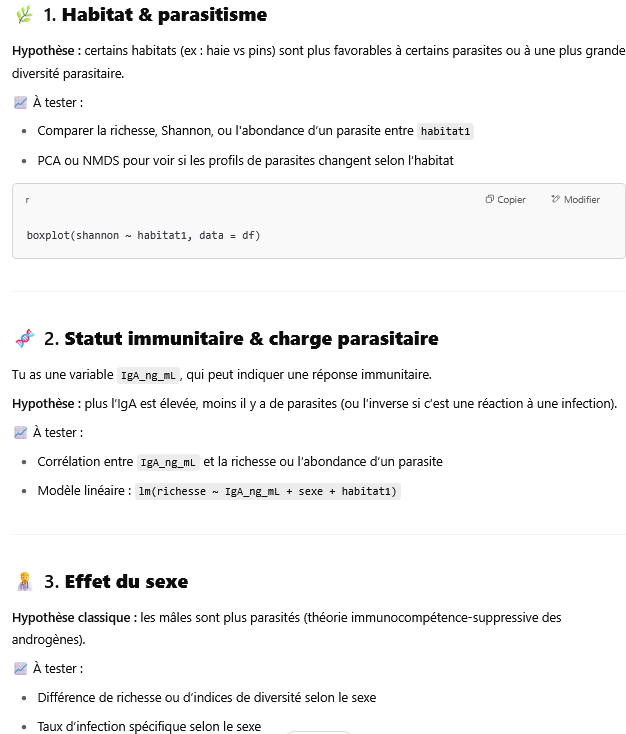 1. Habitat & parasitisme
Hypothèse : certains habitats (ex : haie vs pins) sont plus favorables à certains parasites ou à une plus grande
diversité parasitaire.
À tester :
• Comparer la richesse, Shannon, ou l'abondance d'un parasite entre habitat1
• PCA ou NMDS pour voir si les profils de parasites changent selon l'habitat
r
Copier
Modifier
boxplot(shannon ~ habitat1, data = df)
2. Statut immunitaire & charge parasitaire
Tu as une variable IgA_ng_mL, qui peut indiquer une réponse immunitaire.
Hypothèse : plus l'IgA est élevée, moins il y a de parasites (ou l'inverse si c'est une réaction à une infection).
À tester :
• Corrélation entre IgA_ng_mL et la richesse ou l'abondance d'un parasite
• Modèle linéaire : lm(richesse ~ IgA_ng_mL + sexe + habitat1)
3. Effet du sexe
Hypothèse classique : les mâles sont plus parasités (théorie immunocompétence-suppressive des
androgènes).
À tester :
• Différence de richesse ou d'indices de diversité selon le sexe
• Taux d'infection spécifique selon le sexe